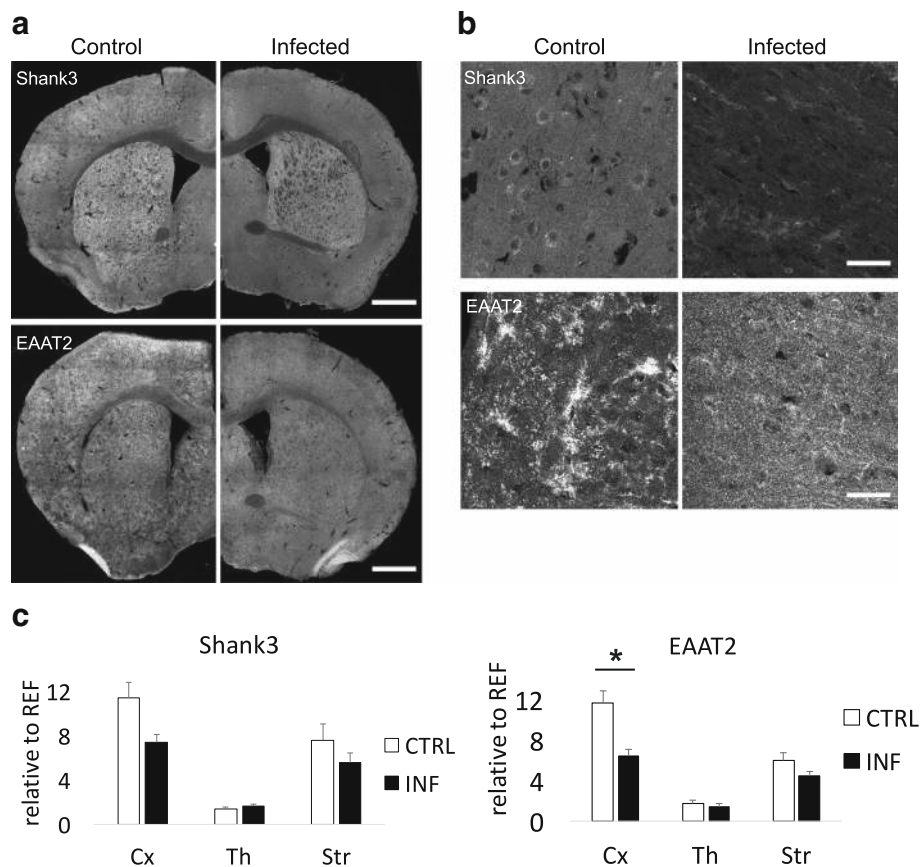 a
Control Infected
Shank3
EAAT2
b
Control Infected
Shank3
EAAT2
c
Shank3
relative to REF
12
8
4
0
Cx Th Str
CTRL
INF
EAAT2
*
relative to REF
12
8
4
0
Cx Th Str
CTRL
INF